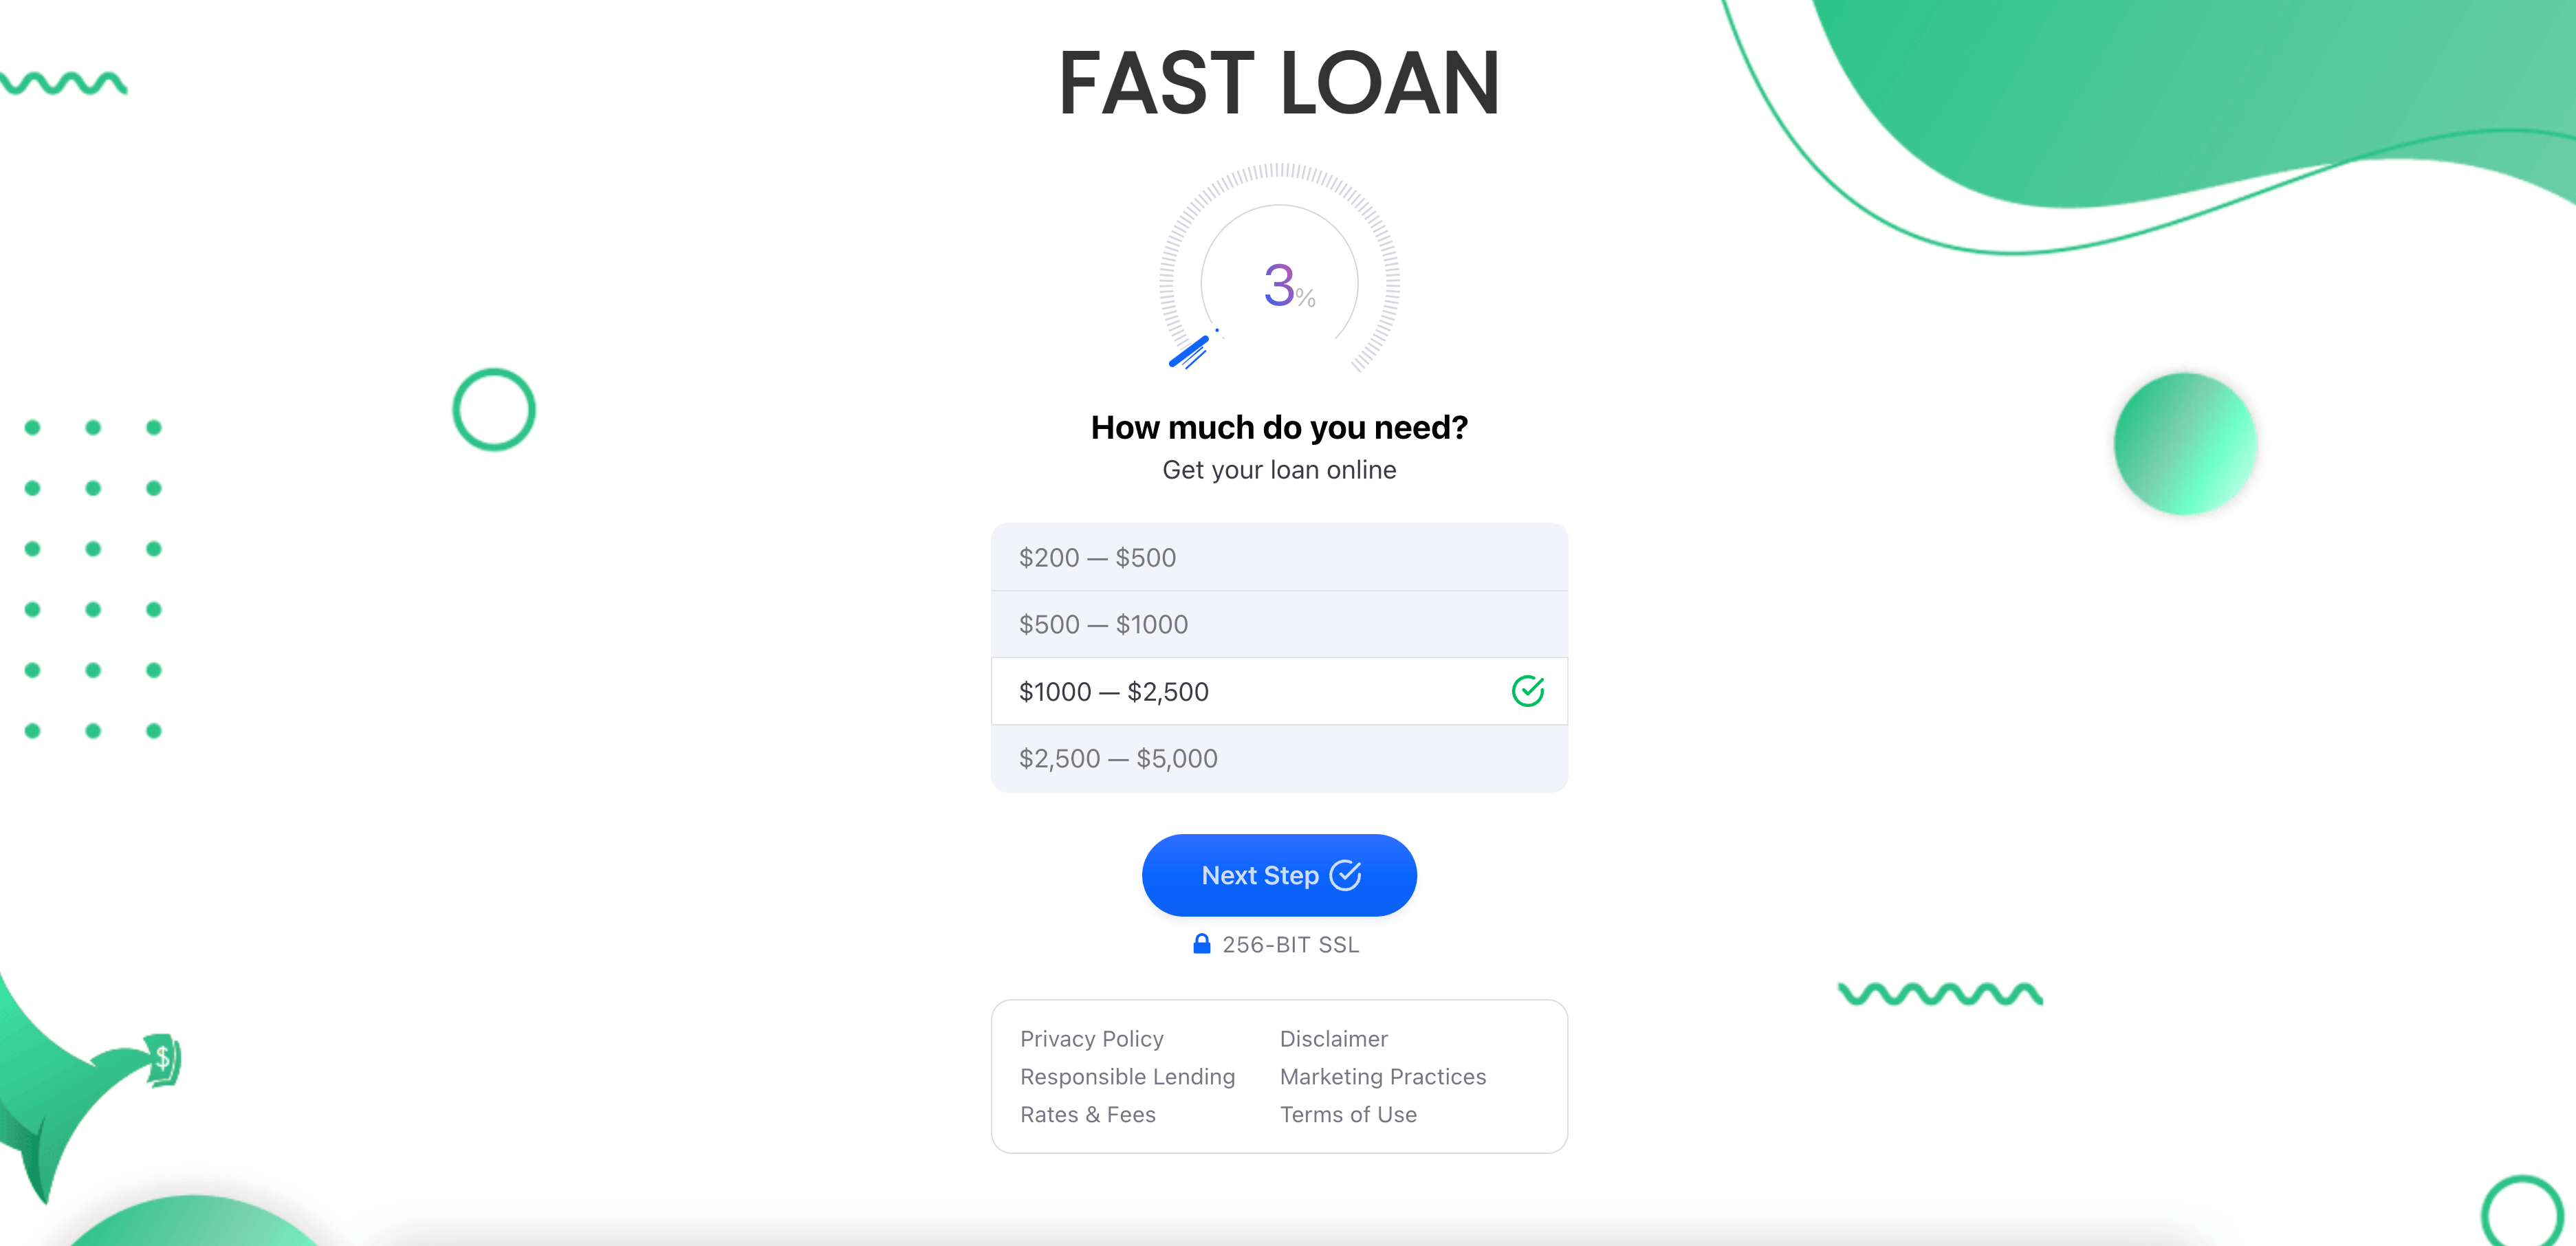 FAST LOAN
3%
How much do you need?
Get your loan online
$200 — $500
$500 — $1000
$1000 — $2,500
$2,500 — $5,000
Next Step
256-BIT SSL
Privacy Policy
Disclaimer
Responsible Lending
Marketing Practices
Rates & Fees
Terms of Use
$